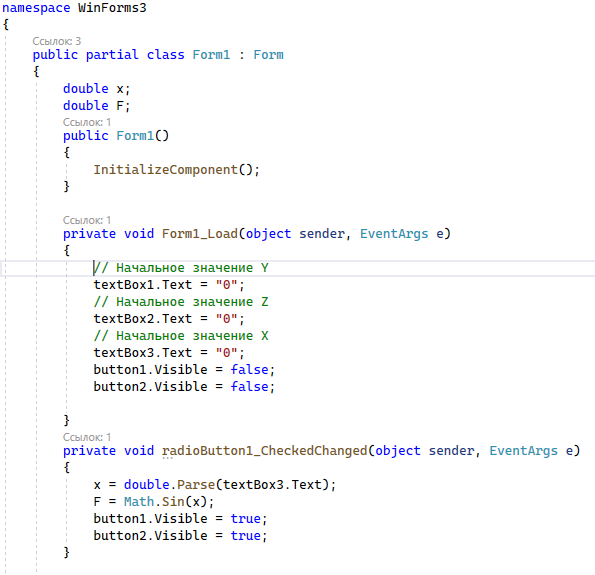 namespace WinForms3
{
Ссылок: 3
public partial class Form1 : Form
{
double x;
double F;
Ссылок: 1
public Form1()
{
InitializeComponent();
}
Ссылок: 1
private void Form1_Load(object sender, EventArgs e)
{
// Начальное значение Y
textBox1.Text = "0";
// Начальное значение Z
textBox2.Text = "0";
// Начальное значение X
textBox3.Text = "0";
button1.Visible = false;
button2.Visible = false;
}
Ссылок: 1
private void radioButton1_CheckedChanged(object sender, EventArgs e)
{
x = double.Parse(textBox3.Text);
F = Math.Sin(x);
button1.Visible = true;
button2.Visible = true;
}